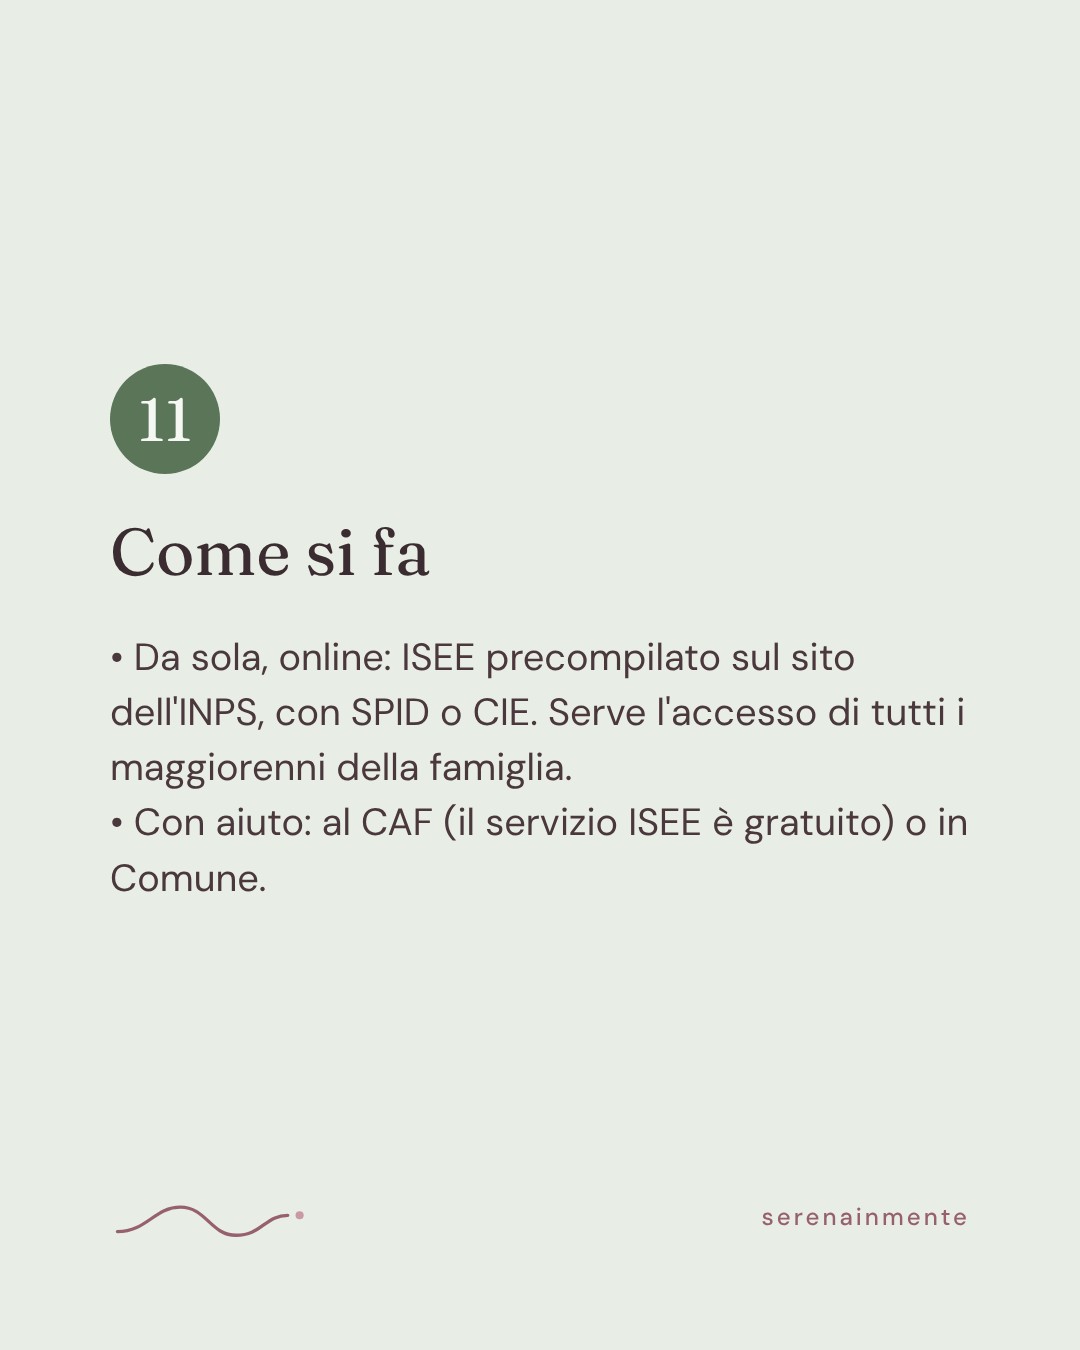 11
Come si fa
• Da sola, online: ISEE precompilato sul sito
dell'INPS, con SPID o CIE. Serve l'accesso di tutti i
maggiorenni della famiglia.
• Con aiuto: al CAF (il servizio ISEE è gratuito) o in
Comune.
serenainmente